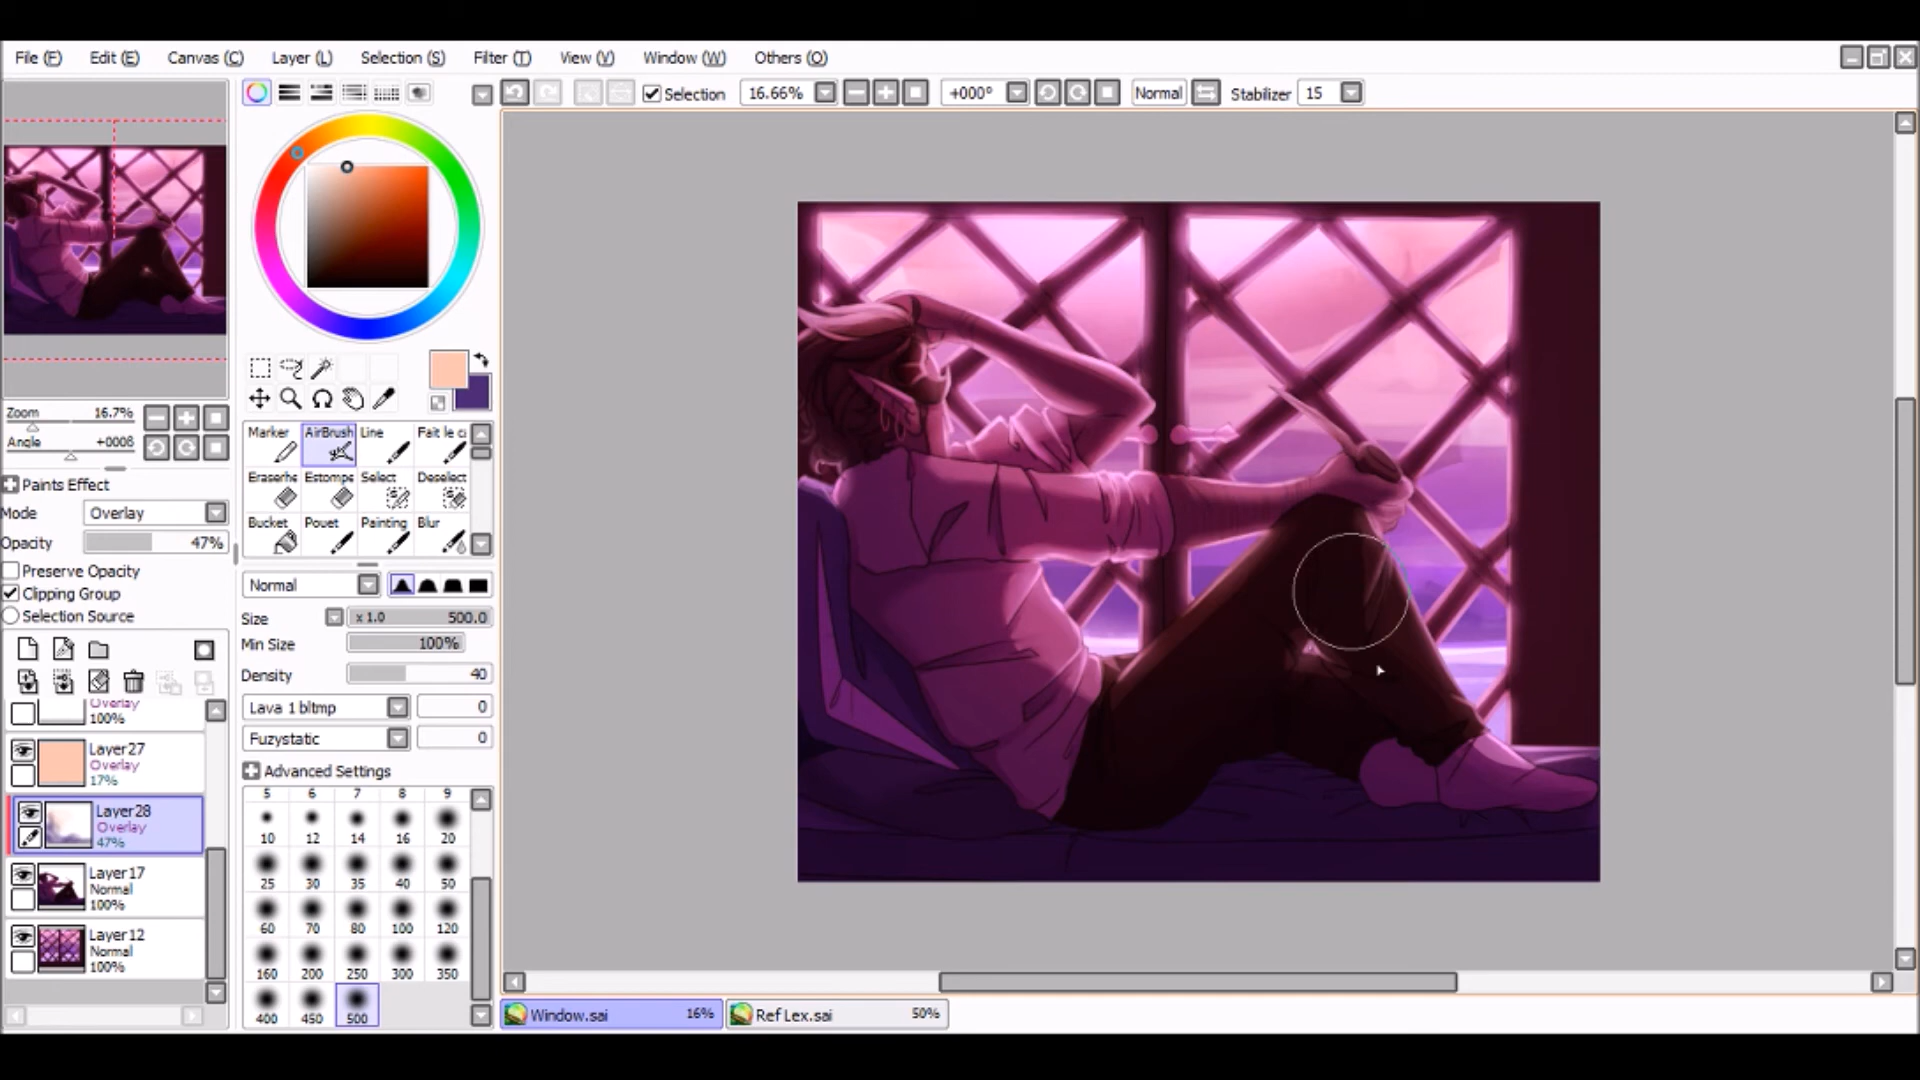 File (F) Edit (E) Canvas (C) Layer (L) Selection (S) Filter (T) View (V) Window (W) Others (O)
Selection 16.66% +000° Normal Stabilizer 15
Zoom 16.7%
Angle +0006
Paints Effect
Mode Overlay
Opacity 47%
Preserve Opacity
Clipping Group
Selection Source
Overlay
100%
Layer27
Overlay
17%
Layer28
Overlay
47%
Layer17
Normal
100%
Layer12
Normal
100%
Marker AirBrush Line Fait le ci
Eraserhe Estompe Select Deselect
Bucket Pouet Painting Blur
Normal
Size x 1.0 500.0
Min Size 100%
Density 40
Lava 1 bitmp 0
Fuzystatic 0
Advanced Settings
5 6 7 8 9
10 12 14 16 20
25 30 35 40 50
60 70 80 100 120
160 200 250 300 350
400 450 500
Window.sai 16% Ref Lex.sai 50%